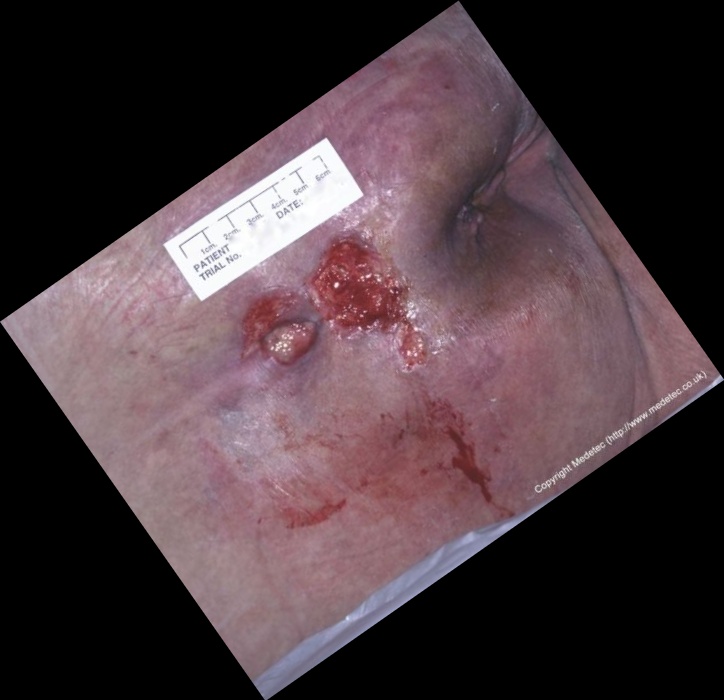 1cm. 2cm. 3cm. 4cm. 5cm. 6cm.
PATIENT
TRIAL No. DATE:
Copyright Medetec (http://www.medetec.co.uk)